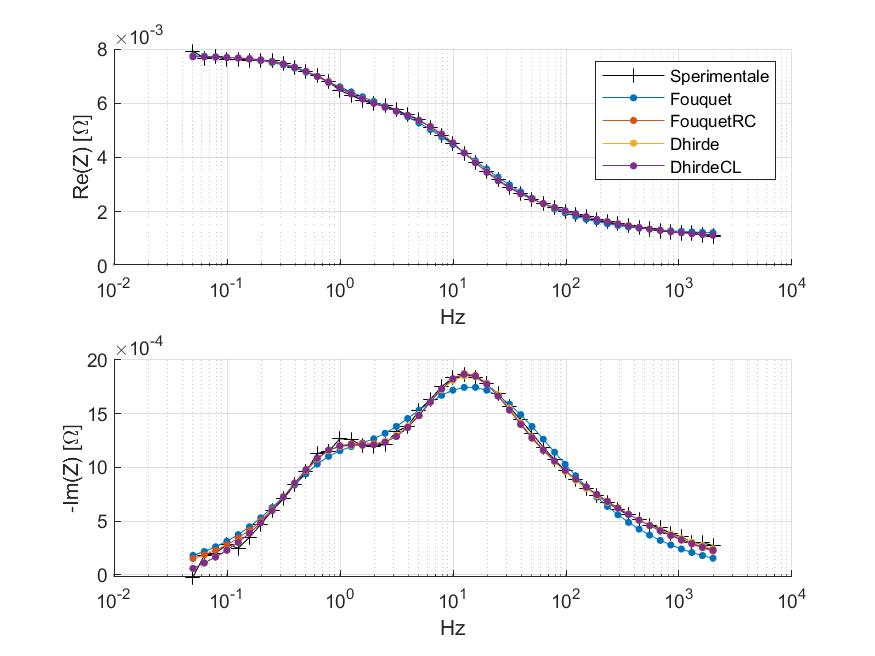 ×10⁻³
8
6
4
2
0
Re(Z) [Ω]
Sperimentale
Fouquet
FouquetRC
Dhirde
DhirdeCL
10⁻² 10⁻¹ 10⁰ 10¹ 10² 10³ 10⁴
Hz
×10⁻⁴
20
15
10
5
0
-Im(Z) [Ω]
10⁻² 10⁻¹ 10⁰ 10¹ 10² 10³ 10⁴
Hz